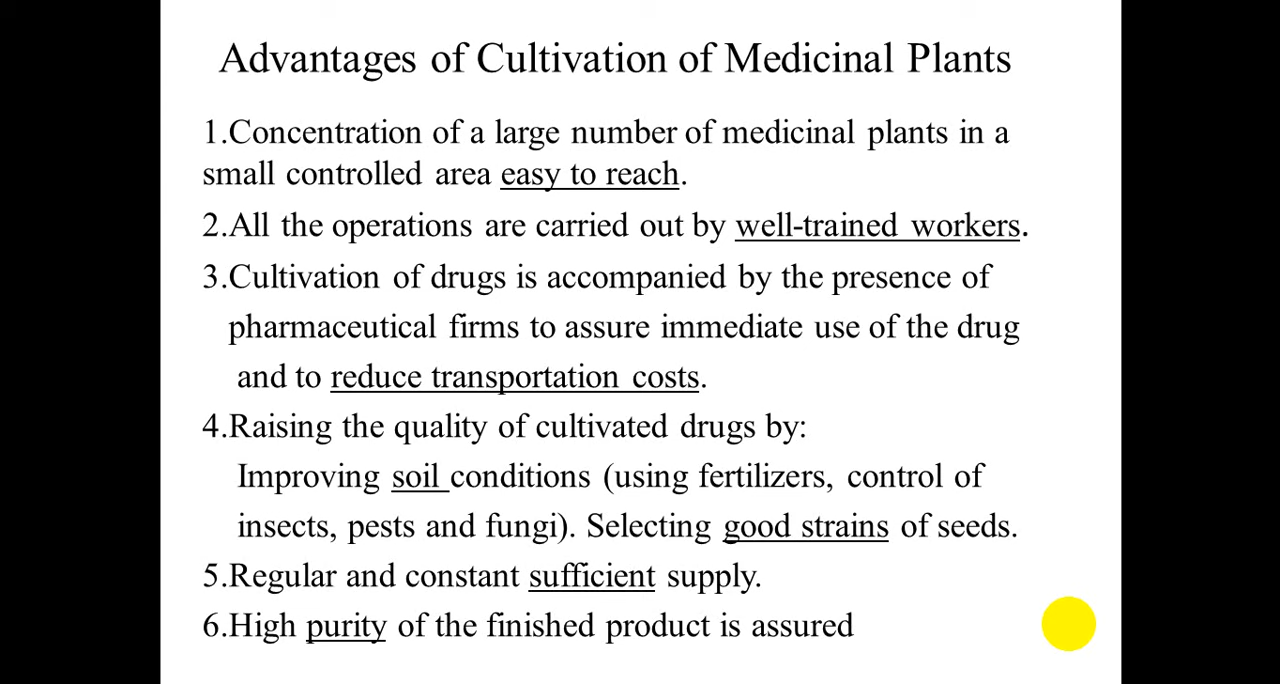 Advantages of Cultivation of Medicinal Plants
1.Concentration of a large number of medicinal plants in a
small controlled area easy to reach.
2.All the operations are carried out by well-trained workers.
3.Cultivation of drugs is accompanied by the presence of
pharmaceutical firms to assure immediate use of the drug
and to reduce transportation costs.
4.Raising the quality of cultivated drugs by:
Improving soil conditions (using fertilizers, control of
insects, pests and fungi). Selecting good strains of seeds.
5.Regular and constant sufficient supply.
6.High purity of the finished product is assured